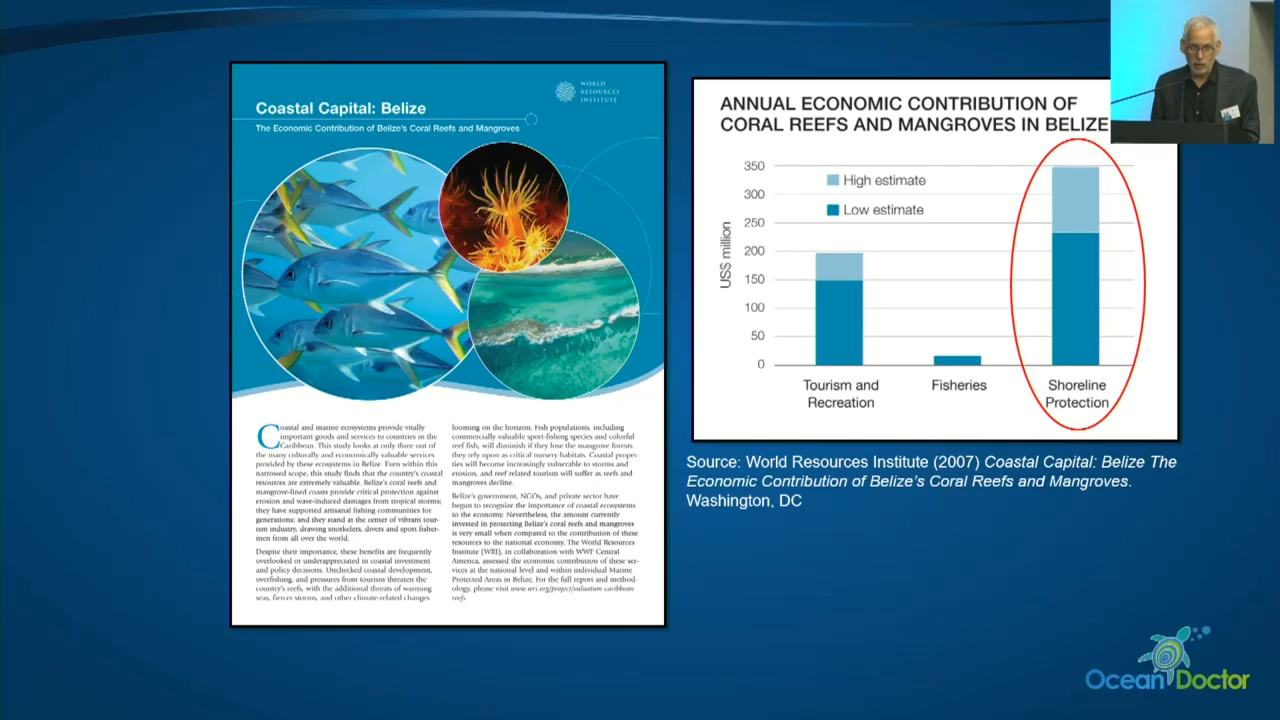 WORLD
RESOURCES
INSTITUTE
Coastal Capital: Belize
The Economic Contribution of Belize's Coral Reefs and Mangroves
Coastal and marine ecosystems provide vitally
important goods and services to countries in the
Caribbean. This study looks at only three out of
the many culturally and economically valuable services
provided by these ecosystems in Belize. Even within this
narrowed scope, this study finds that the country's coastal
resources are extremely valuable. Belize's coral reefs and
mangrove-lined coasts provide critical protection against
erosion and wave-induced damages from tropical storms;
they have supported artisanal fishing communities for
generations; and they stand at the center of vibrant tour-
ism industry, drawing snorkelers, divers and sport fisher-
men from all over the world.
Despite their importance, these benefits are frequently
overlooked or underappreciated in coastal investment
and policy decisions. Unchecked coastal development,
overfishing, and pressures from tourism threaten the
country's reefs, with the additional threats of warming
seas, fiercer storms, and other climate-related changes
looming on the horizon. Fish populations, including
commercially valuable sport-fishing species and colorful
reef fish, will diminish if they lose the mangrove forests
they rely upon as critical nursery habitats. Coastal proper-
ties will become increasingly vulnerable to storms and
erosion, and reef related tourism will suffer as reefs and
mangroves decline.
Belize's government, NGOs, and private sector have
begun to recognize the importance of coastal ecosystems
to the economy. Nevertheless, the amount currently
invested in protecting Belize's coral reefs and mangroves
is very small when compared to the contribution of these
resources to the national economy. The World Resources
Institute (WRI), in collaboration with WWF Central
America, assessed the economic contribution of these ser-
vices at the national level and within individual Marine
Protected Areas in Belize. For the full report and method-
ology, please visit www.wri.org/project/valuation-caribbean-
reefs.
ANNUAL ECONOMIC CONTRIBUTION OF
CORAL REEFS AND MANGROVES IN BELIZE
US$ million
350
300
250
200
150
100
50
0
High estimate
Low estimate
Tourism and
Recreation
Fisheries
Shoreline
Protection
Source: World Resources Institute (2007) Coastal Capital: Belize The
Economic Contribution of Belize's Coral Reefs and Mangroves.
Washington, DC
Ocean Doctor